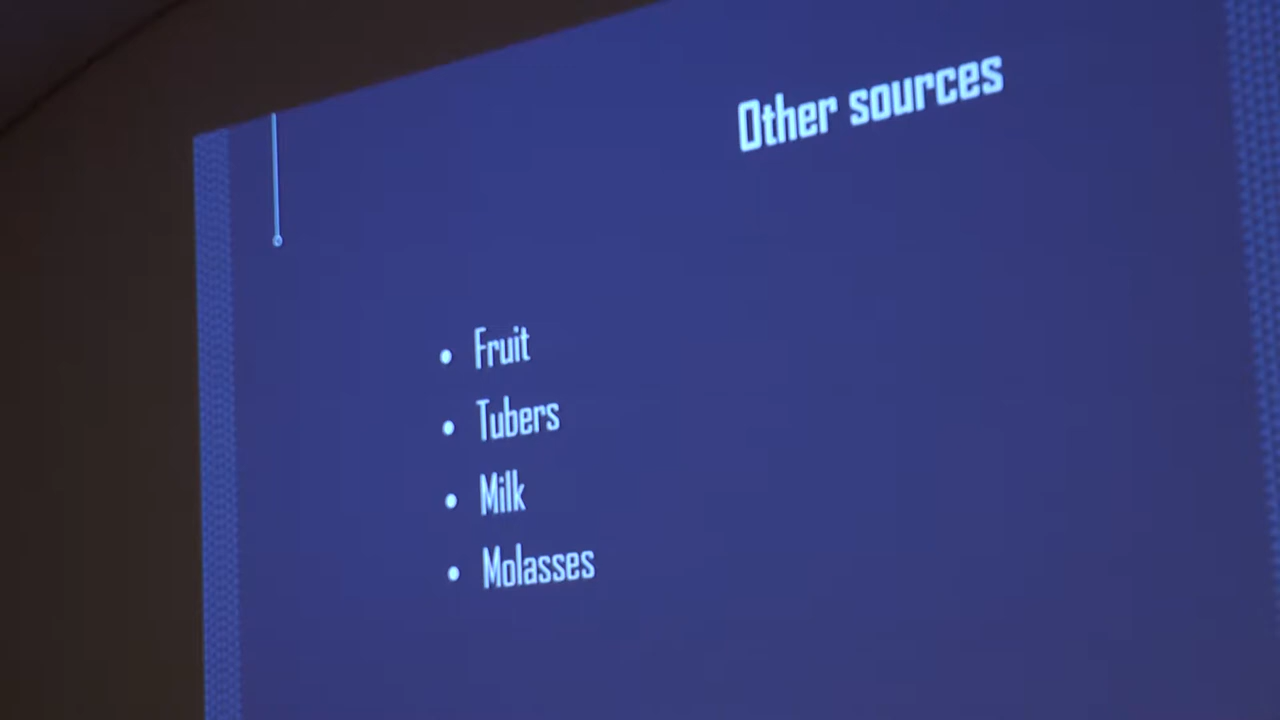 Other sources
• Fruit
• Tubers
• Milk
• Molasses